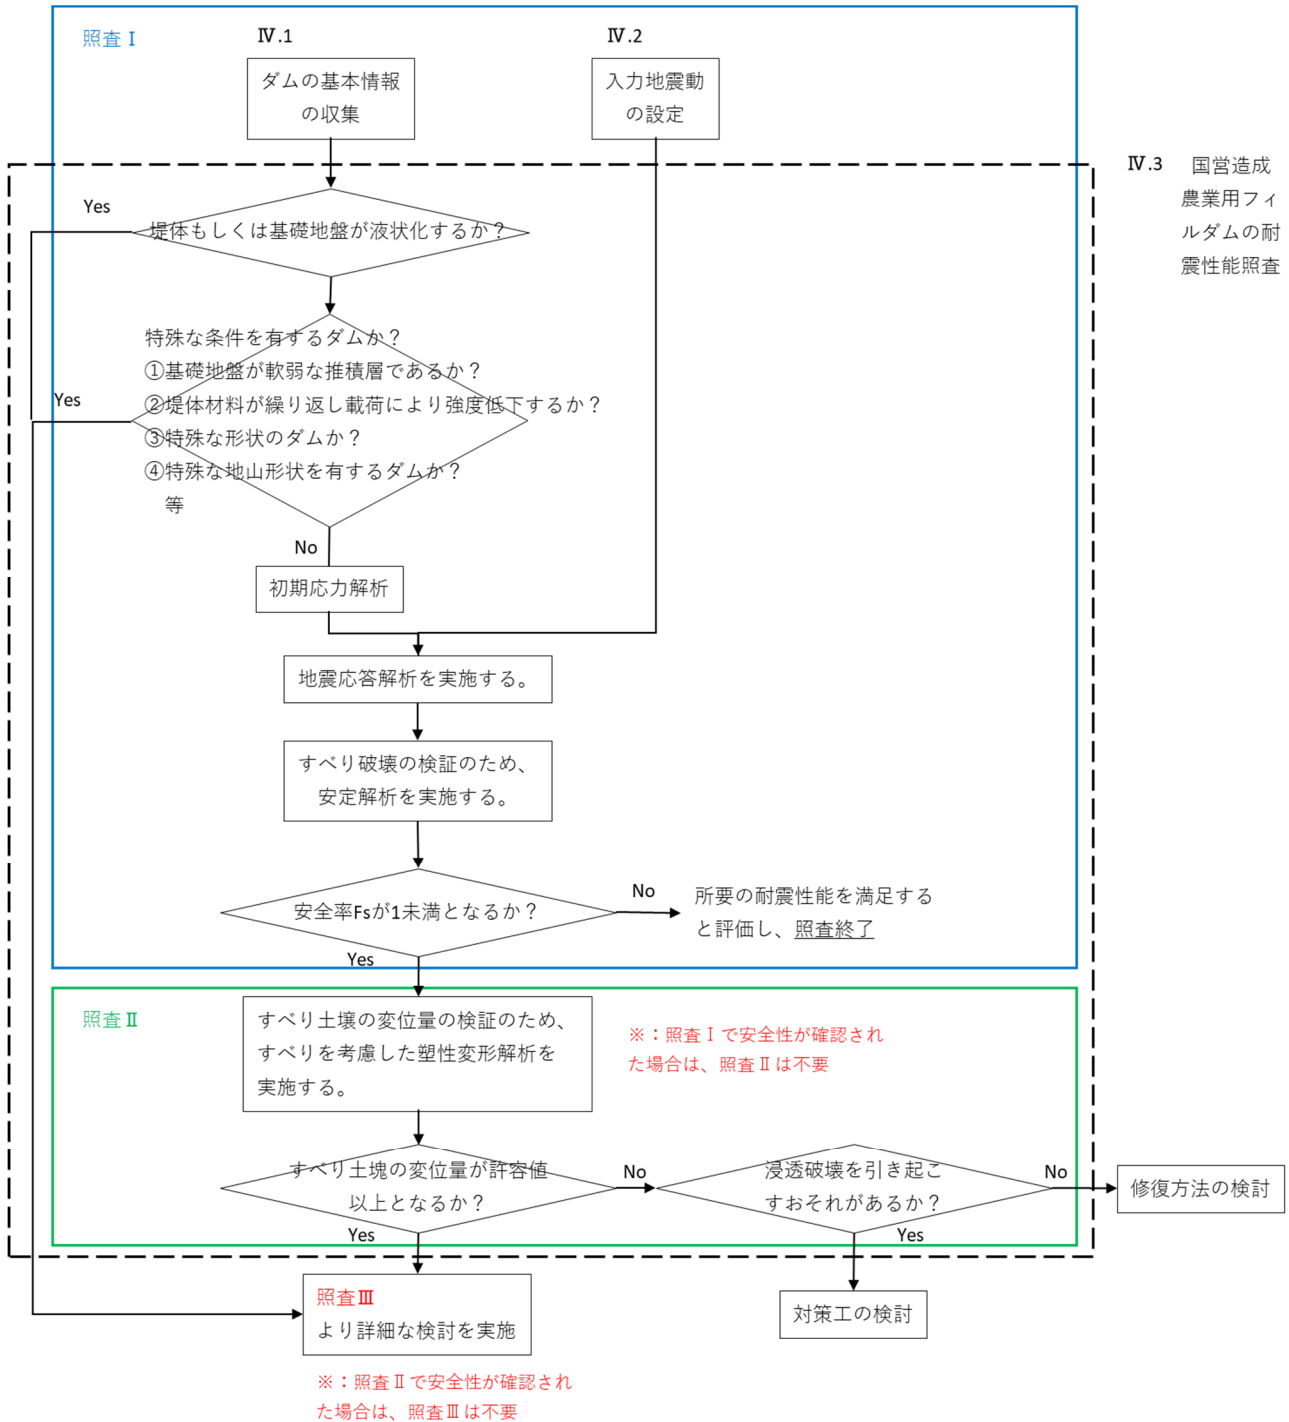 照査Ⅰ
Ⅳ.1
Ⅳ.2
ダムの基本情報
の収集
入力地震動
の設定
Ⅳ.3 国営造成
農業用フィ
ルダムの耐
震性能照査
Yes
堤体もしくは基礎地盤が液状化するか？
特殊な条件を有するダムか？
①基礎地盤が軟弱な堆積層であるか？
Yes
②堤体材料が繰り返し載荷により強度低下するか？
③特殊な形状のダムか？
④特殊な地山形状を有するダムか？
等
No
初期応力解析
地震応答解析を実施する。
すべり破壊の検証のため、
安定解析を実施する。
安全率Fsが1未満となるか？
No
所要の耐震性能を満足する
と評価し、照査終了
Yes
照査Ⅱ
すべり土壌の変位量の検証のため、
すべりを考慮した塑性変形解析を
実施する。
※：照査Ⅰで安全性が確認され
た場合は、照査Ⅱは不要
すべり土塊の変位量が許容値
以上となるか？
No
浸透破壊を引き起こ
すおそれがあるか？
No
修復方法の検討
Yes
Yes
照査Ⅲ
より詳細な検討を実施
対策工の検討
※：照査Ⅱで安全性が確認され
た場合は、照査Ⅲは不要